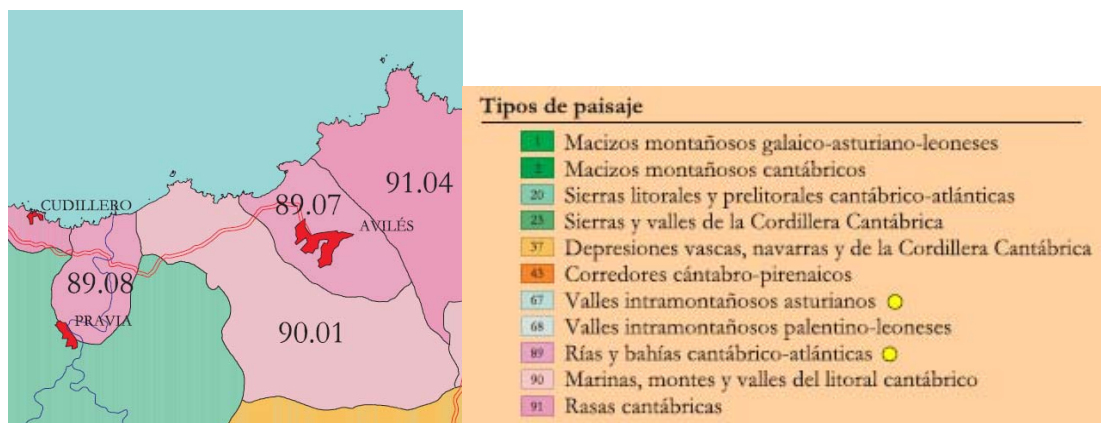 91.04
CUDILLERO
89.07
AVILÉS
89.08
PRAVIA
90.01
Tipos de paisaje
1 Macizos montañosos galaico-asturiano-leoneses
2 Macizos montañosos cantábricos
20 Sierras litorales y prelitorales cantábrico-atlánticas
23 Sierras y valles de la Cordillera Cantábrica
37 Depresiones vascas, navarras y de la Cordillera Cantábrica
43 Corredores cántabro-pirenaicos
67 Valles intramontañosos asturianos
68 Valles intramontañosos palentino-leoneses
89 Rías y bahías cantábrico-atlánticas
90 Marinas, montes y valles del litoral cantábrico
91 Rasas cantábricas